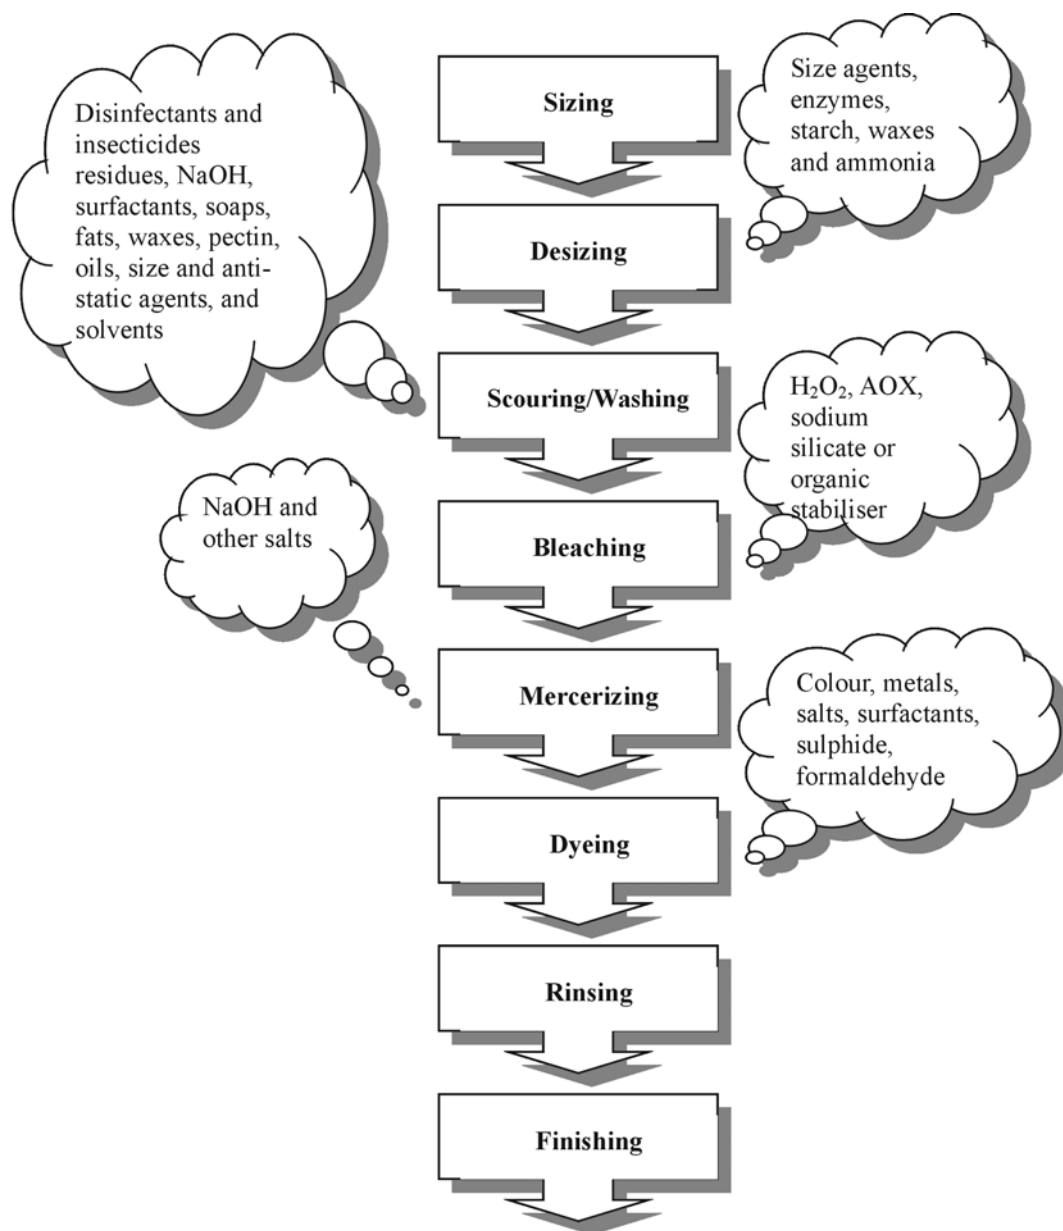 Sizing
Size agents,
enzymes,
starch, waxes
and ammonia
Disinfectants and
insecticides
residues, NaOH,
surfactants, soaps,
fats, waxes, pectin,
oils, size and anti-
static agents, and
solvents
Desizing
Scouring/Washing
H₂O₂, AOX,
sodium
silicate or
organic
stabiliser
NaOH and
other salts
Bleaching
Mercerizing
Colour, metals,
salts, surfactants,
sulphide,
formaldehyde
Dyeing
Rinsing
Finishing